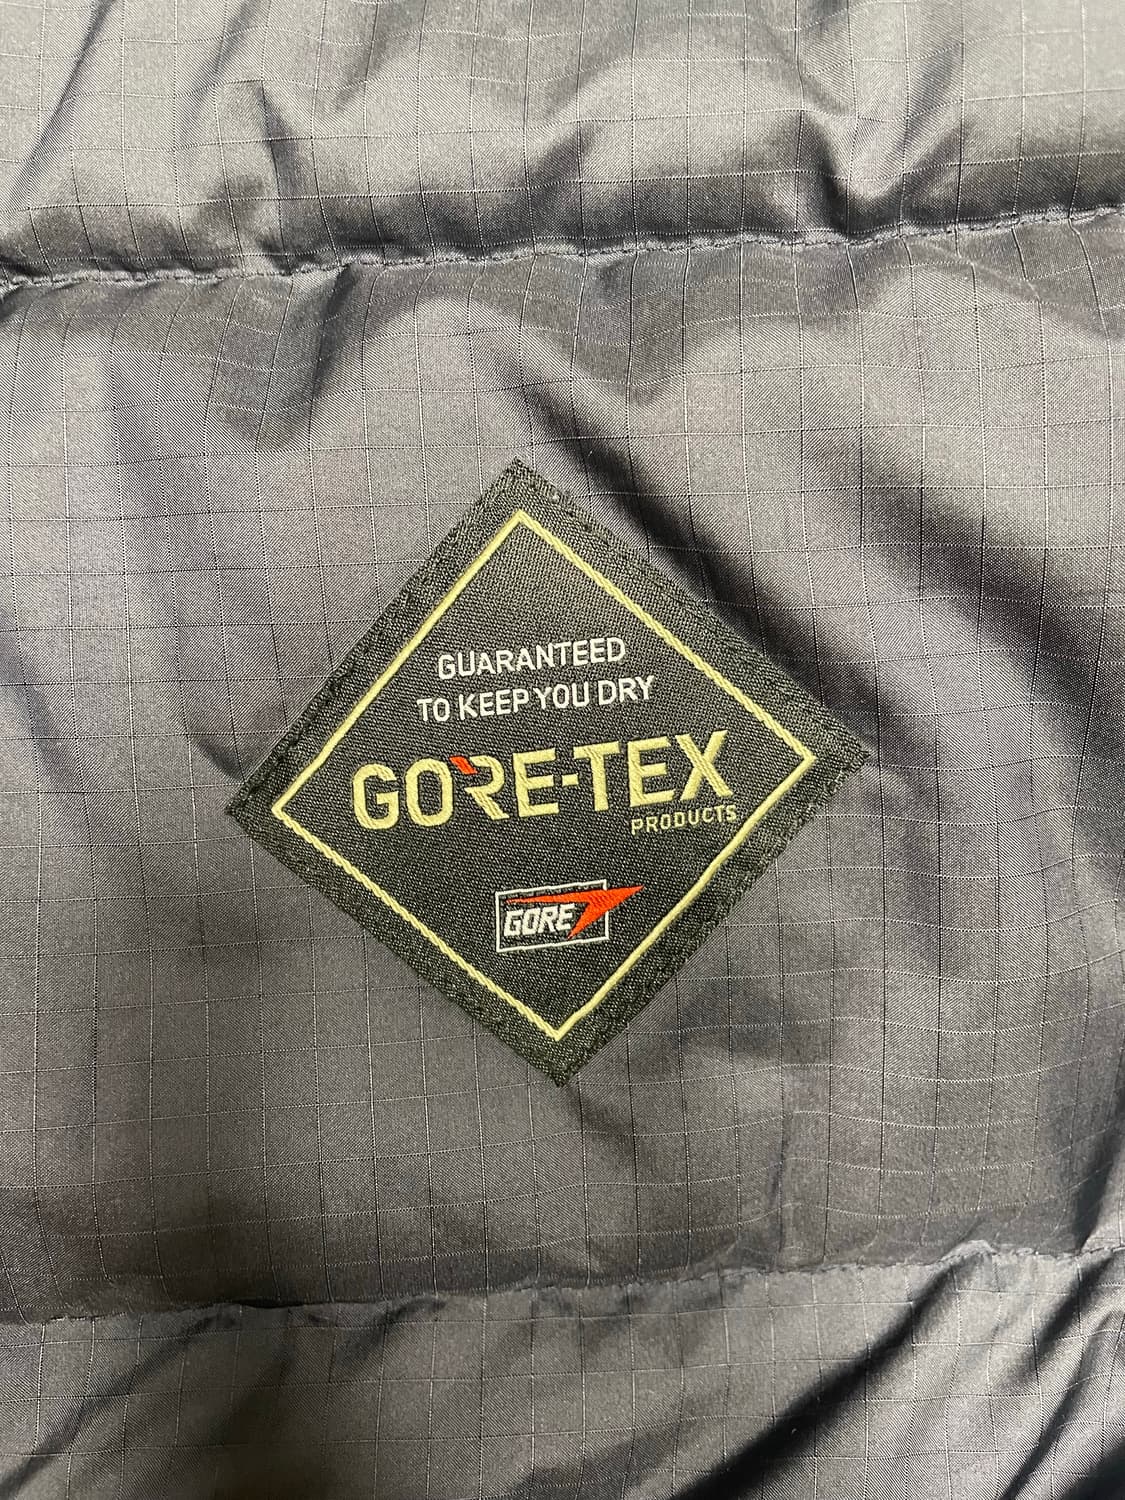 GUARANTEED
TO KEEP YOU DRY
GORE-TEX
PRODUCTS
GORE